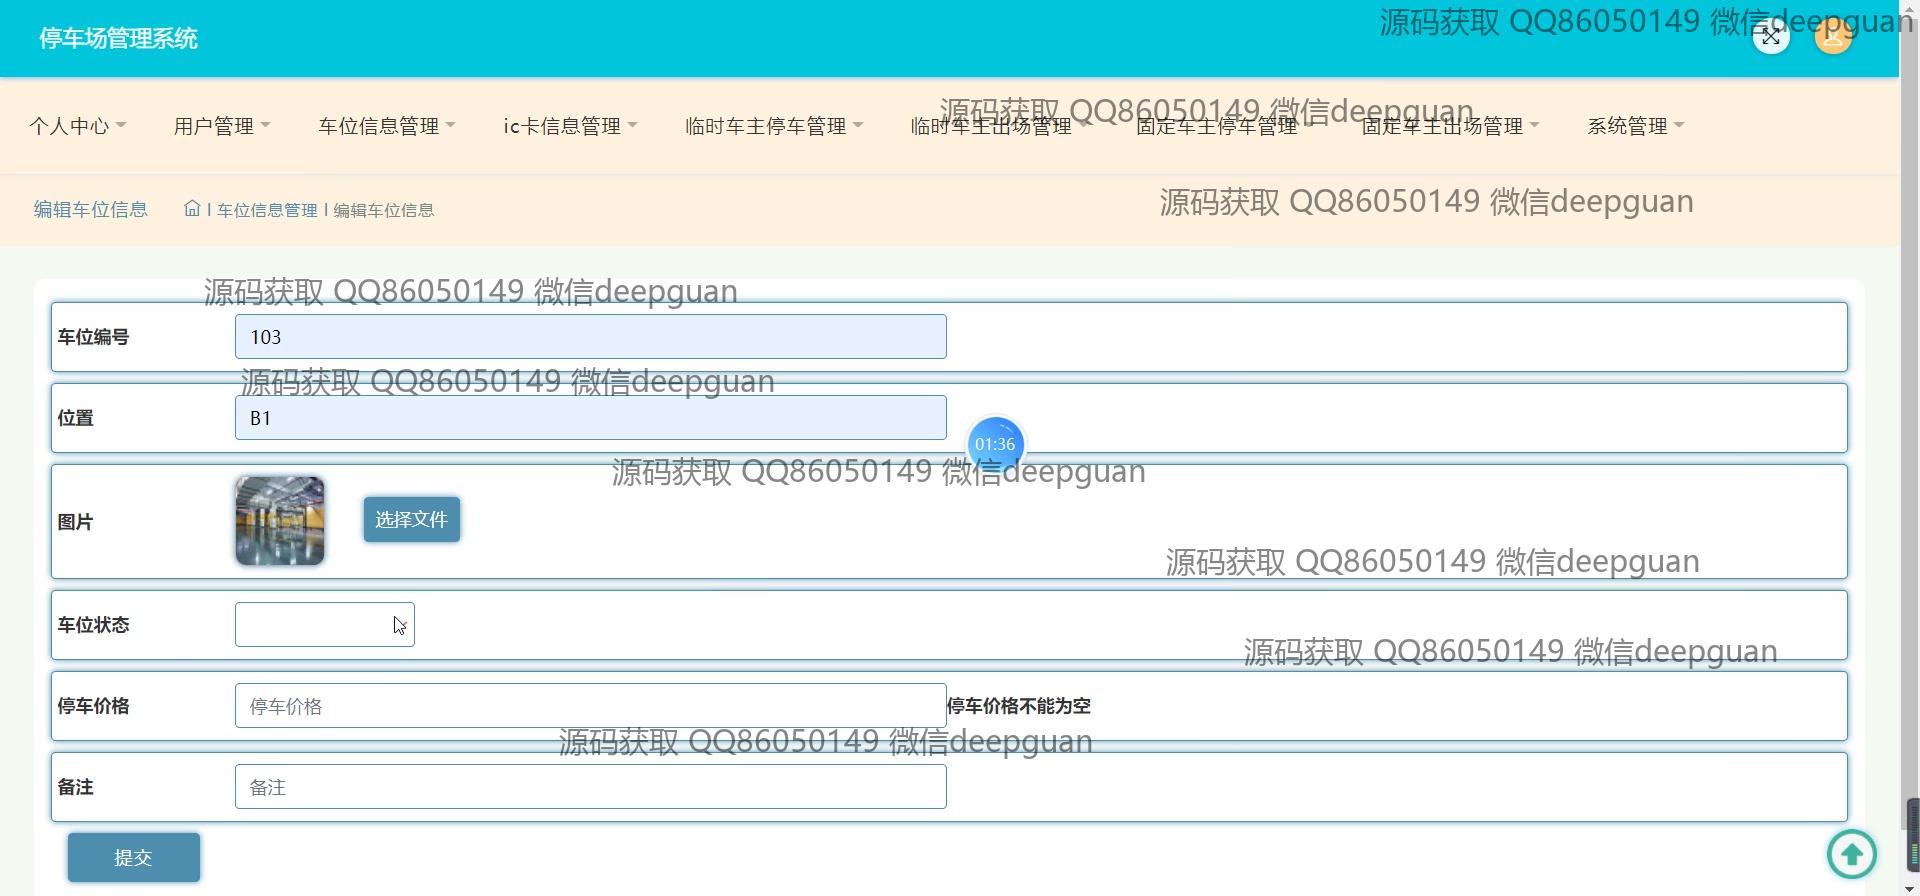 停车场管理系统
源码获取 QQ86050149 微信deepguan
源码获取 QQ86050149 微信deepguan
个人中心 用户管理 车位信息管理 ic卡信息管理 临时车主停车管理 临时车主出场管理 固定车主停车管理 固定车主出场管理 系统管理
源码获取 QQ86050149 微信deepguan
编辑车位信息 车位信息管理 编辑车位信息
源码获取 QQ86050149 微信deepguan
车位编号 103
源码获取 QQ86050149 微信deepguan
位置 B1
01:36
源码获取 QQ86050149 微信deepguan
图片 选择文件
源码获取 QQ86050149 微信deepguan
车位状态
源码获取 QQ86050149 微信deepguan
停车价格 停车价格 停车价格不能为空
源码获取 QQ86050149 微信deepguan
备注 备注
提交